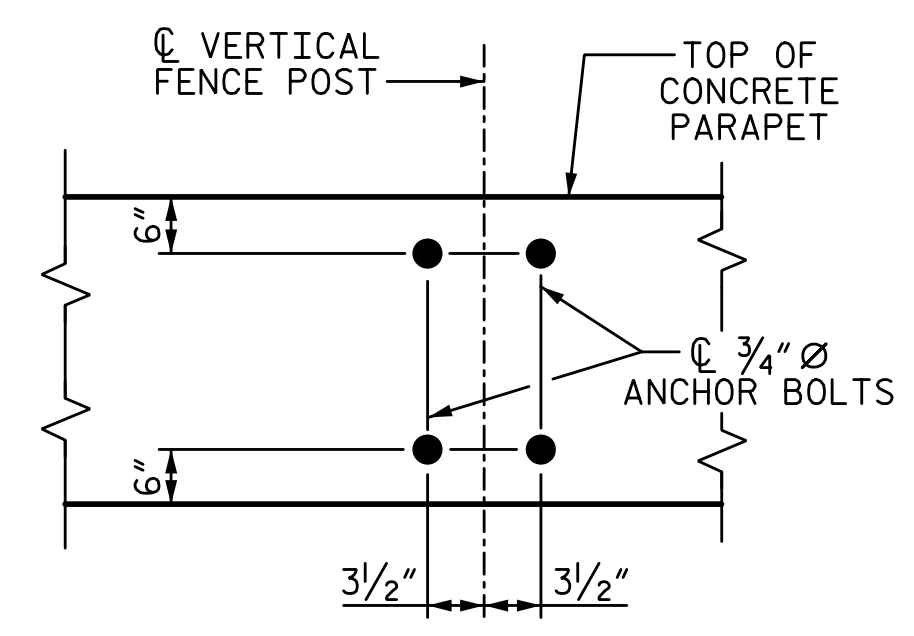 ℄ VERTICAL
FENCE POST
TOP OF
CONCRETE
PARAPET
6"
℄ 3/4" Ø
ANCHOR BOLTS
6"
3 1/2"
3 1/2"